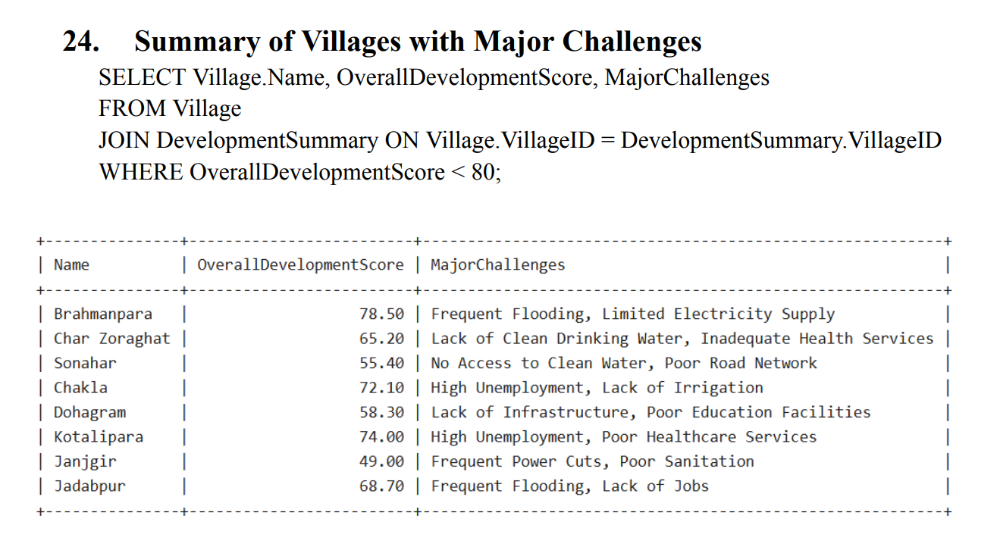 24. Summary of Villages with Major Challenges
SELECT Village.Name, OverallDevelopmentScore, MajorChallenges
FROM Village
JOIN DevelopmentSummary ON Village.VillageID = DevelopmentSummary.VillageID
WHERE OverallDevelopmentScore < 80;
+---------------+-------------------------+----------------------------------------------------------+
| Name          | OverallDevelopmentScore | MajorChallenges                                          |
+---------------+-------------------------+----------------------------------------------------------+
| Brahmanpara   |                   78.50 | Frequent Flooding, Limited Electricity Supply            |
| Char Zoraghat |                   65.20 | Lack of Clean Drinking Water, Inadequate Health Services |
| Sonahar       |                   55.40 | No Access to Clean Water, Poor Road Network              |
| Chakla        |                   72.10 | High Unemployment, Lack of Irrigation                    |
| Dohagram      |                   58.30 | Lack of Infrastructure, Poor Education Facilities        |
| Kotalipara    |                   74.00 | High Unemployment, Poor Healthcare Services              |
| Janjgir       |                   49.00 | Frequent Power Cuts, Poor Sanitation                     |
| Jadabpur      |                   68.70 | Frequent Flooding, Lack of Jobs                          |
+---------------+-------------------------+----------------------------------------------------------+